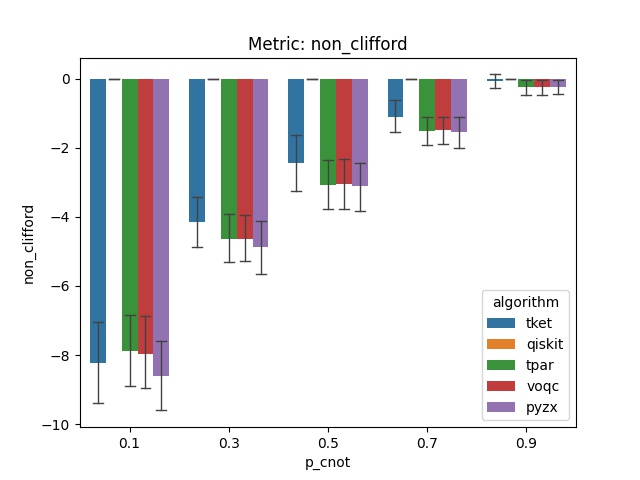 Metric: non_clifford
0
−2
−4
−6
−8
−10
non_clifford
0.1 0.3 0.5 0.7 0.9
p_cnot
algorithm
tket
qiskit
tpar
voqc
pyzx